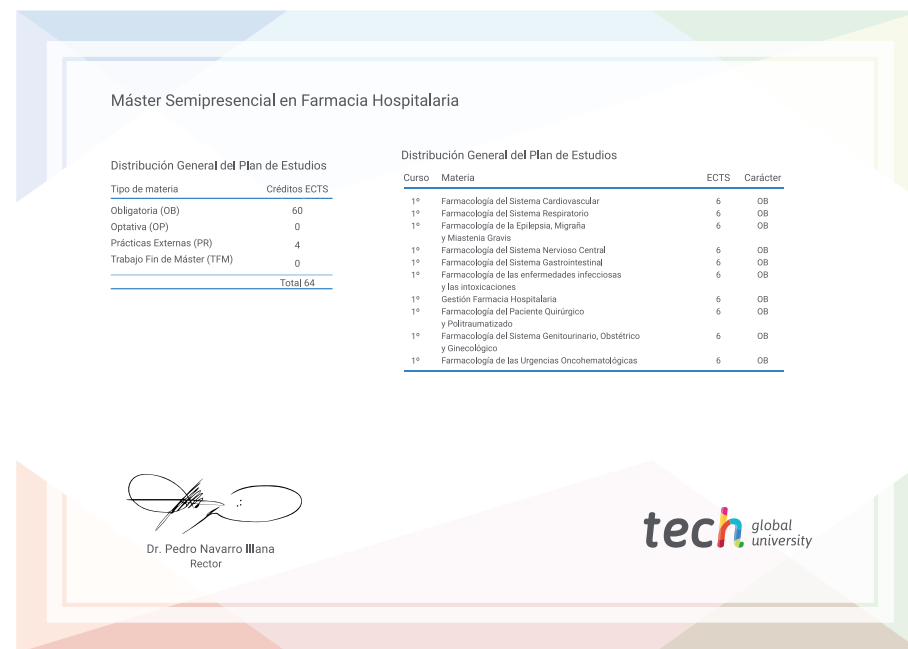 Máster Semipresencial en Farmacia Hospitalaria
Distribución General del Plan de Estudios
Tipo de materia Créditos ECTS
Obligatoria (OB) 60
Optativa (OP) 0
Prácticas Externas (PR) 4
Trabajo Fin de Máster (TFM) 0
Total 64
Distribución General del Plan de Estudios
Curso Materia ECTS Carácter
1º Farmacología del Sistema Cardiovascular 6 OB
1º Farmacología del Sistema Respiratorio 6 OB
1º Farmacología de la Epilepsia, Migraña 6 OB
y Miastenia Gravis
1º Farmacología del Sistema Nervioso Central 6 OB
1º Farmacología del Sistema Gastrointestinal 6 OB
1º Farmacología de las enfermedades infecciosas 6 OB
y las intoxicaciones
1º Gestión Farmacia Hospitalaria 6 OB
1º Farmacología del Paciente Quirúrgico 6 OB
y Politraumatizado
1º Farmacología del Sistema Genitourinario, Obstétrico 6 OB
y Ginecológico
1º Farmacología de las Urgencias Oncohematológicas 6 OB
Dr. Pedro Navarro Illana
Rector
tech global
university